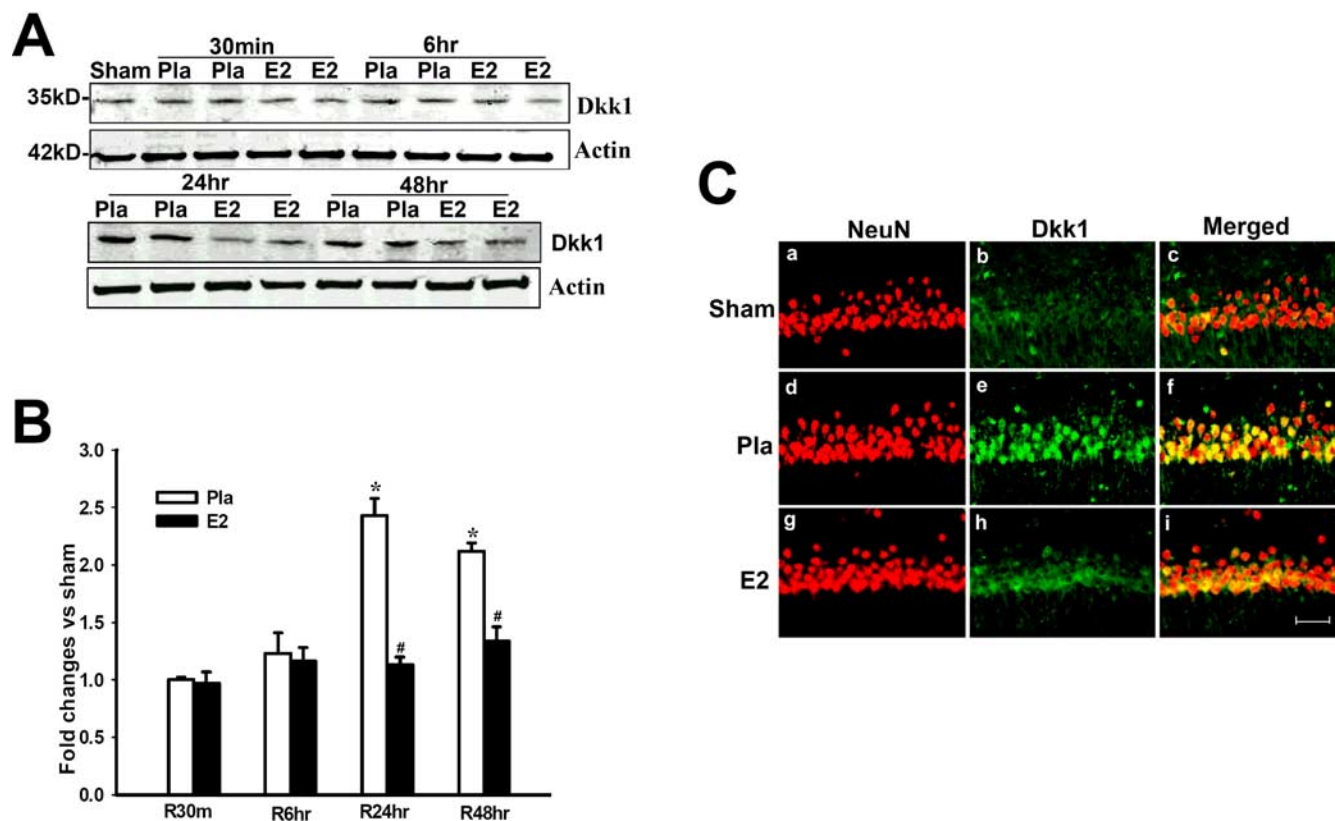 A
30min 6hr
Sham Pla Pla E2 E2 Pla Pla E2 E2
35kD- Dkk1
42kD- Actin
24hr 48hr
Pla Pla E2 E2 Pla Pla E2 E2
Dkk1
Actin
B
Fold changes vs sham
3.0
2.5
2.0
1.5
1.0
0.5
0.0
Pla
E2
* *
# #
R30m R6hr R24hr R48hr
C
NeuN Dkk1 Merged
Sham a b c
Pla d e f
E2 g h i